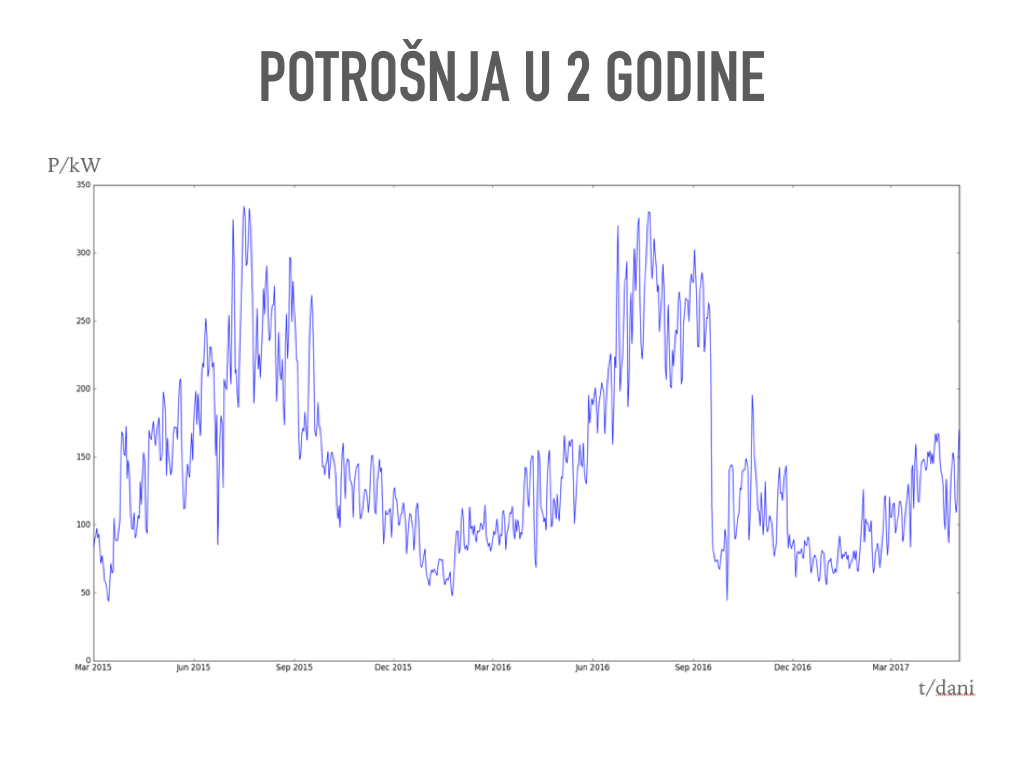 POTROŠNJA U 2 GODINE
P/kW
350
300
250
200
150
100
50
0
Mar 2015 Jun 2015 Sep 2015 Dec 2015 Mar 2016 Jun 2016 Sep 2016 Dec 2016 Mar 2017
t/dani